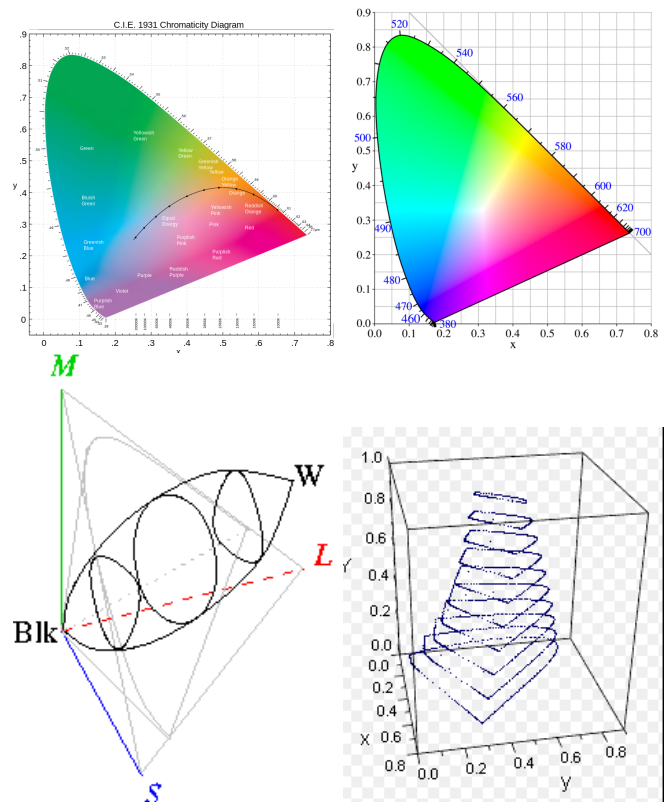 C.I.E. 1931 Chromaticity Diagram
.9
.8
.7
.6
.5
.4
.3
.2
.1
0
y
0
.1
.2
.3
.4
.5
.6
.7
.8
x
Yellowish
Green
Green
Yellow
Green
Greenish
Yellow
Yellow
Orange
Yellow
Orange
Bluish
Green
Equal
Energy
Yellowish
Pink
Reddish
Orange
Pink
Red
Greenish
Blue
Purplish
Pink
Purplish
Red
Blue
Purple
Reddish
Purple
Violet
Purplish
Blue
0.9
0.8
0.7
0.6
0.5
y
0.4
0.3
0.2
0.1
0.0
0.0
0.1
0.2
0.3
0.4
0.5
0.6
0.7
0.8
x
520
540
560
500
580
600
620
700
490
480
470
460
380
M
W
L
Blk
S
1.0
0.8
0.6
Y
0.4
0.2
0.0
0.0
0.2
0.4
x
0.6
0.8
0.0
0.2
0.4
0.6
0.8
y